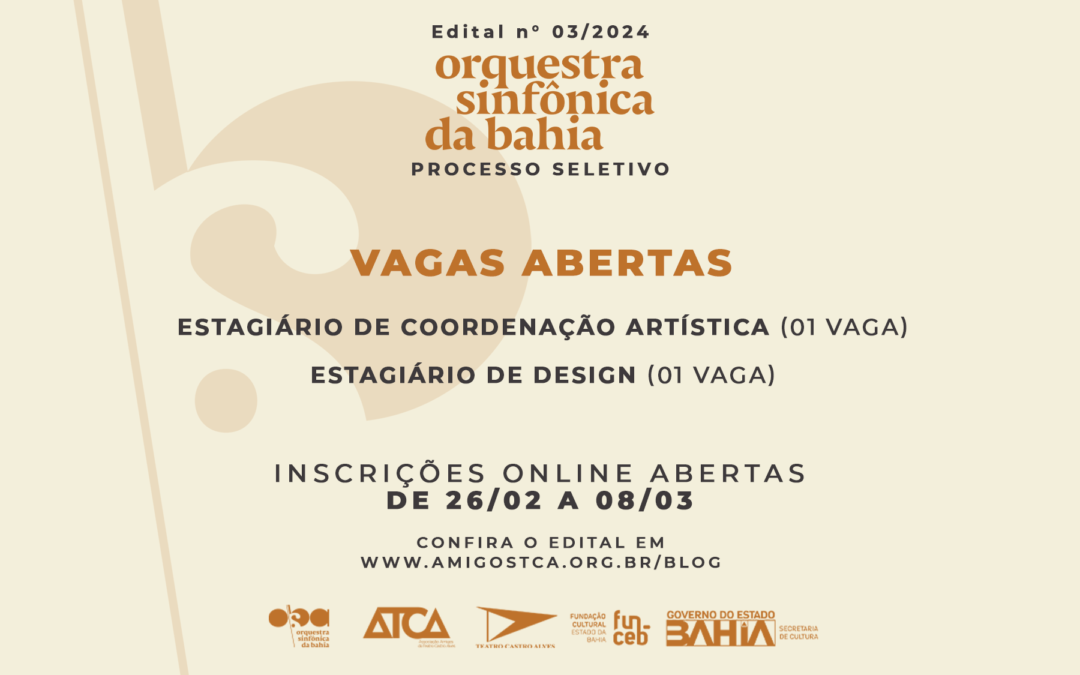 Edital nº 03/2024
orquestra
sinfônica
da bahia
PROCESSO SELETIVO
VAGAS ABERTAS
ESTAGIÁRIO DE COORDENAÇÃO ARTÍSTICA (01 VAGA)
ESTAGIÁRIO DE DESIGN (01 VAGA)
INSCRIÇÕES ONLINE ABERTAS
DE 26/02 A 08/03
CONFIRA O EDITAL EM
WWW.AMIGOSTCA.ORG.BR/BLOG
orquestra
sinfônica
da bahia
ATCA
TEATRO CASTRO ALVES
FUNDAÇÃO
CULTURAL
ESTADO DA
BAHIA
fun
ceb
GOVERNO DO ESTADO
BAHIA
SECRETARIA
DE CULTURA